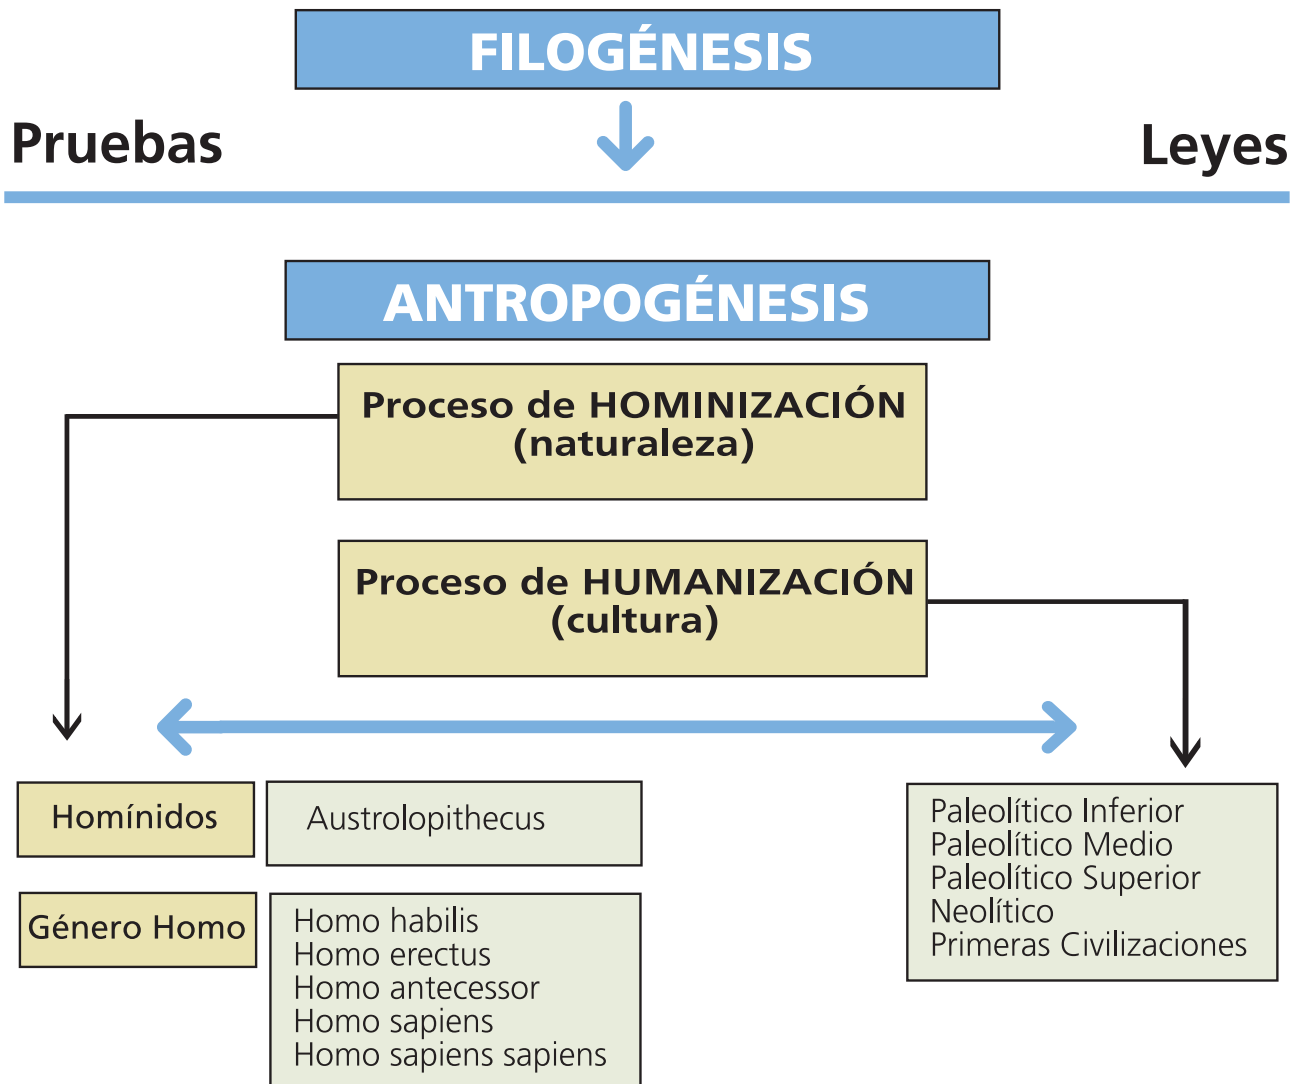 FILOGÉNESIS
Pruebas
Leyes
ANTROPOGÉNESIS
Proceso de HOMINIZACIÓN
(naturaleza)
Proceso de HUMANIZACIÓN
(cultura)
Homínidos
Austrolopithecus
Género Homo
Homo habilis
Homo erectus
Homo antecessor
Homo sapiens
Homo sapiens sapiens
Paleolítico Inferior
Paleolítico Medio
Paleolítico Superior
Neolítico
Primeras Civilizaciones